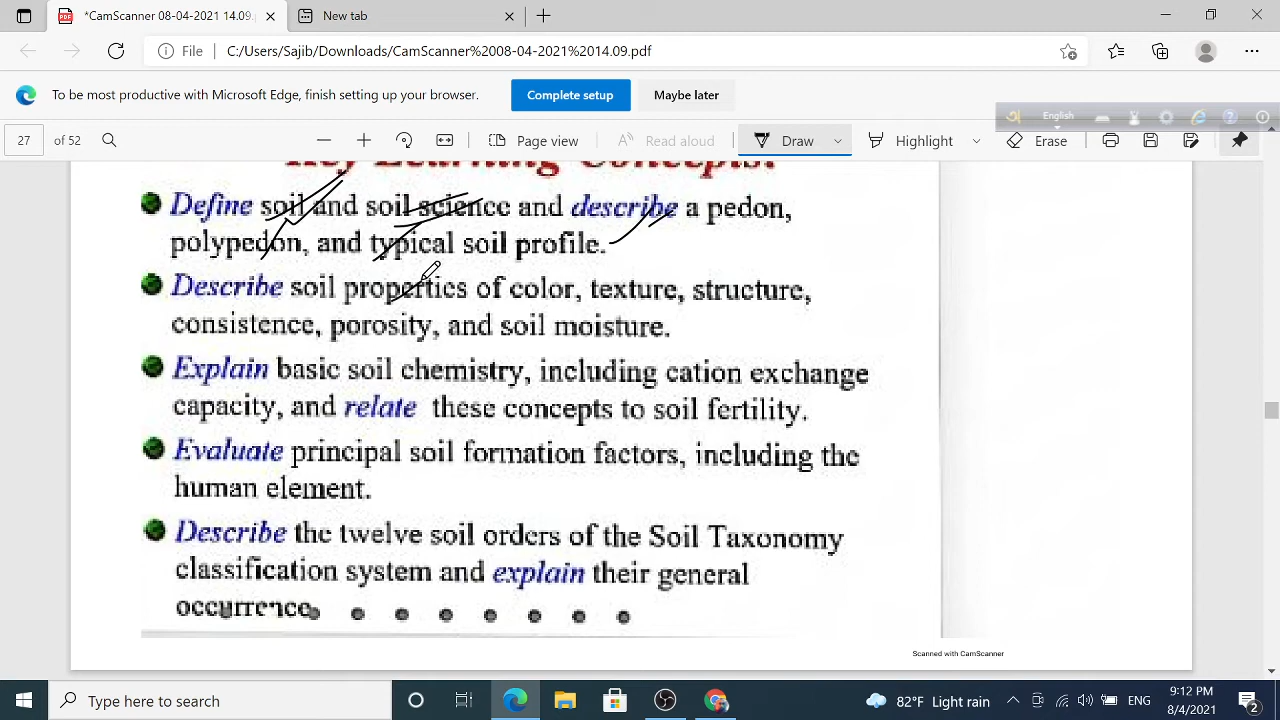 *CamScanner 08-04-2021 14.09.
New tab
File
C:/Users/Sajib/Downloads/CamScanner%2008-04-2021%2014.09.pdf
To be most productive with Microsoft Edge, finish setting up your browser.
Complete setup
Maybe later
English
27 of 52
Page view
Read aloud
Draw
Highlight
Erase
Key Learning Concepts:
Define soil and soil science and describe a pedon,
polypedon, and typical soil profile.
Describe soil properties of color, texture, structure,
consistence, porosity, and soil moisture.
Explain basic soil chemistry, including cation exchange
capacity, and relate these concepts to soil fertility.
Evaluate principal soil formation factors, including the
human element.
Describe the twelve soil orders of the Soil Taxonomy
classification system and explain their general
occurrence
Scanned with CamScanner
Type here to search
82°F Light rain
ENG
9:12 PM
8/4/2021
2